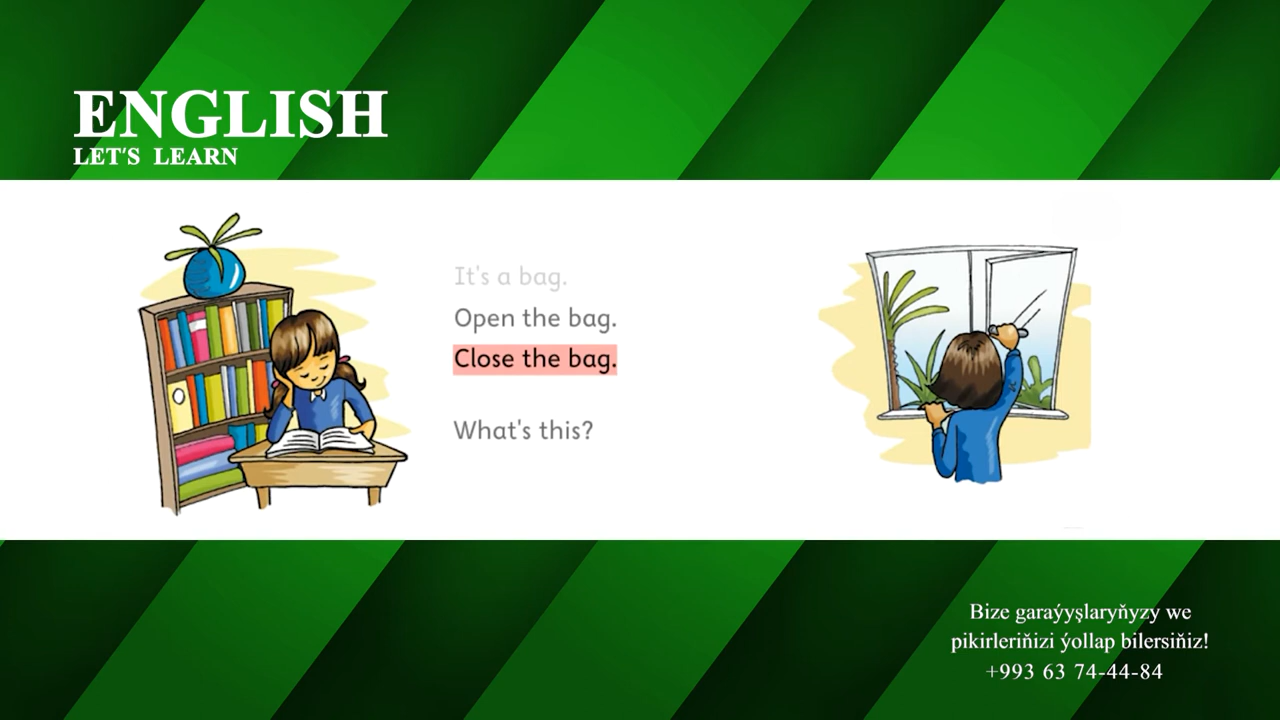 ENGLISH
LET'S LEARN
It's a bag.
Open the bag.
Close the bag.
What's this?
Bize garaýyşlaryňyzy we
pikirleriňizi ýollap bilersiňiz!
+993 63 74-44-84